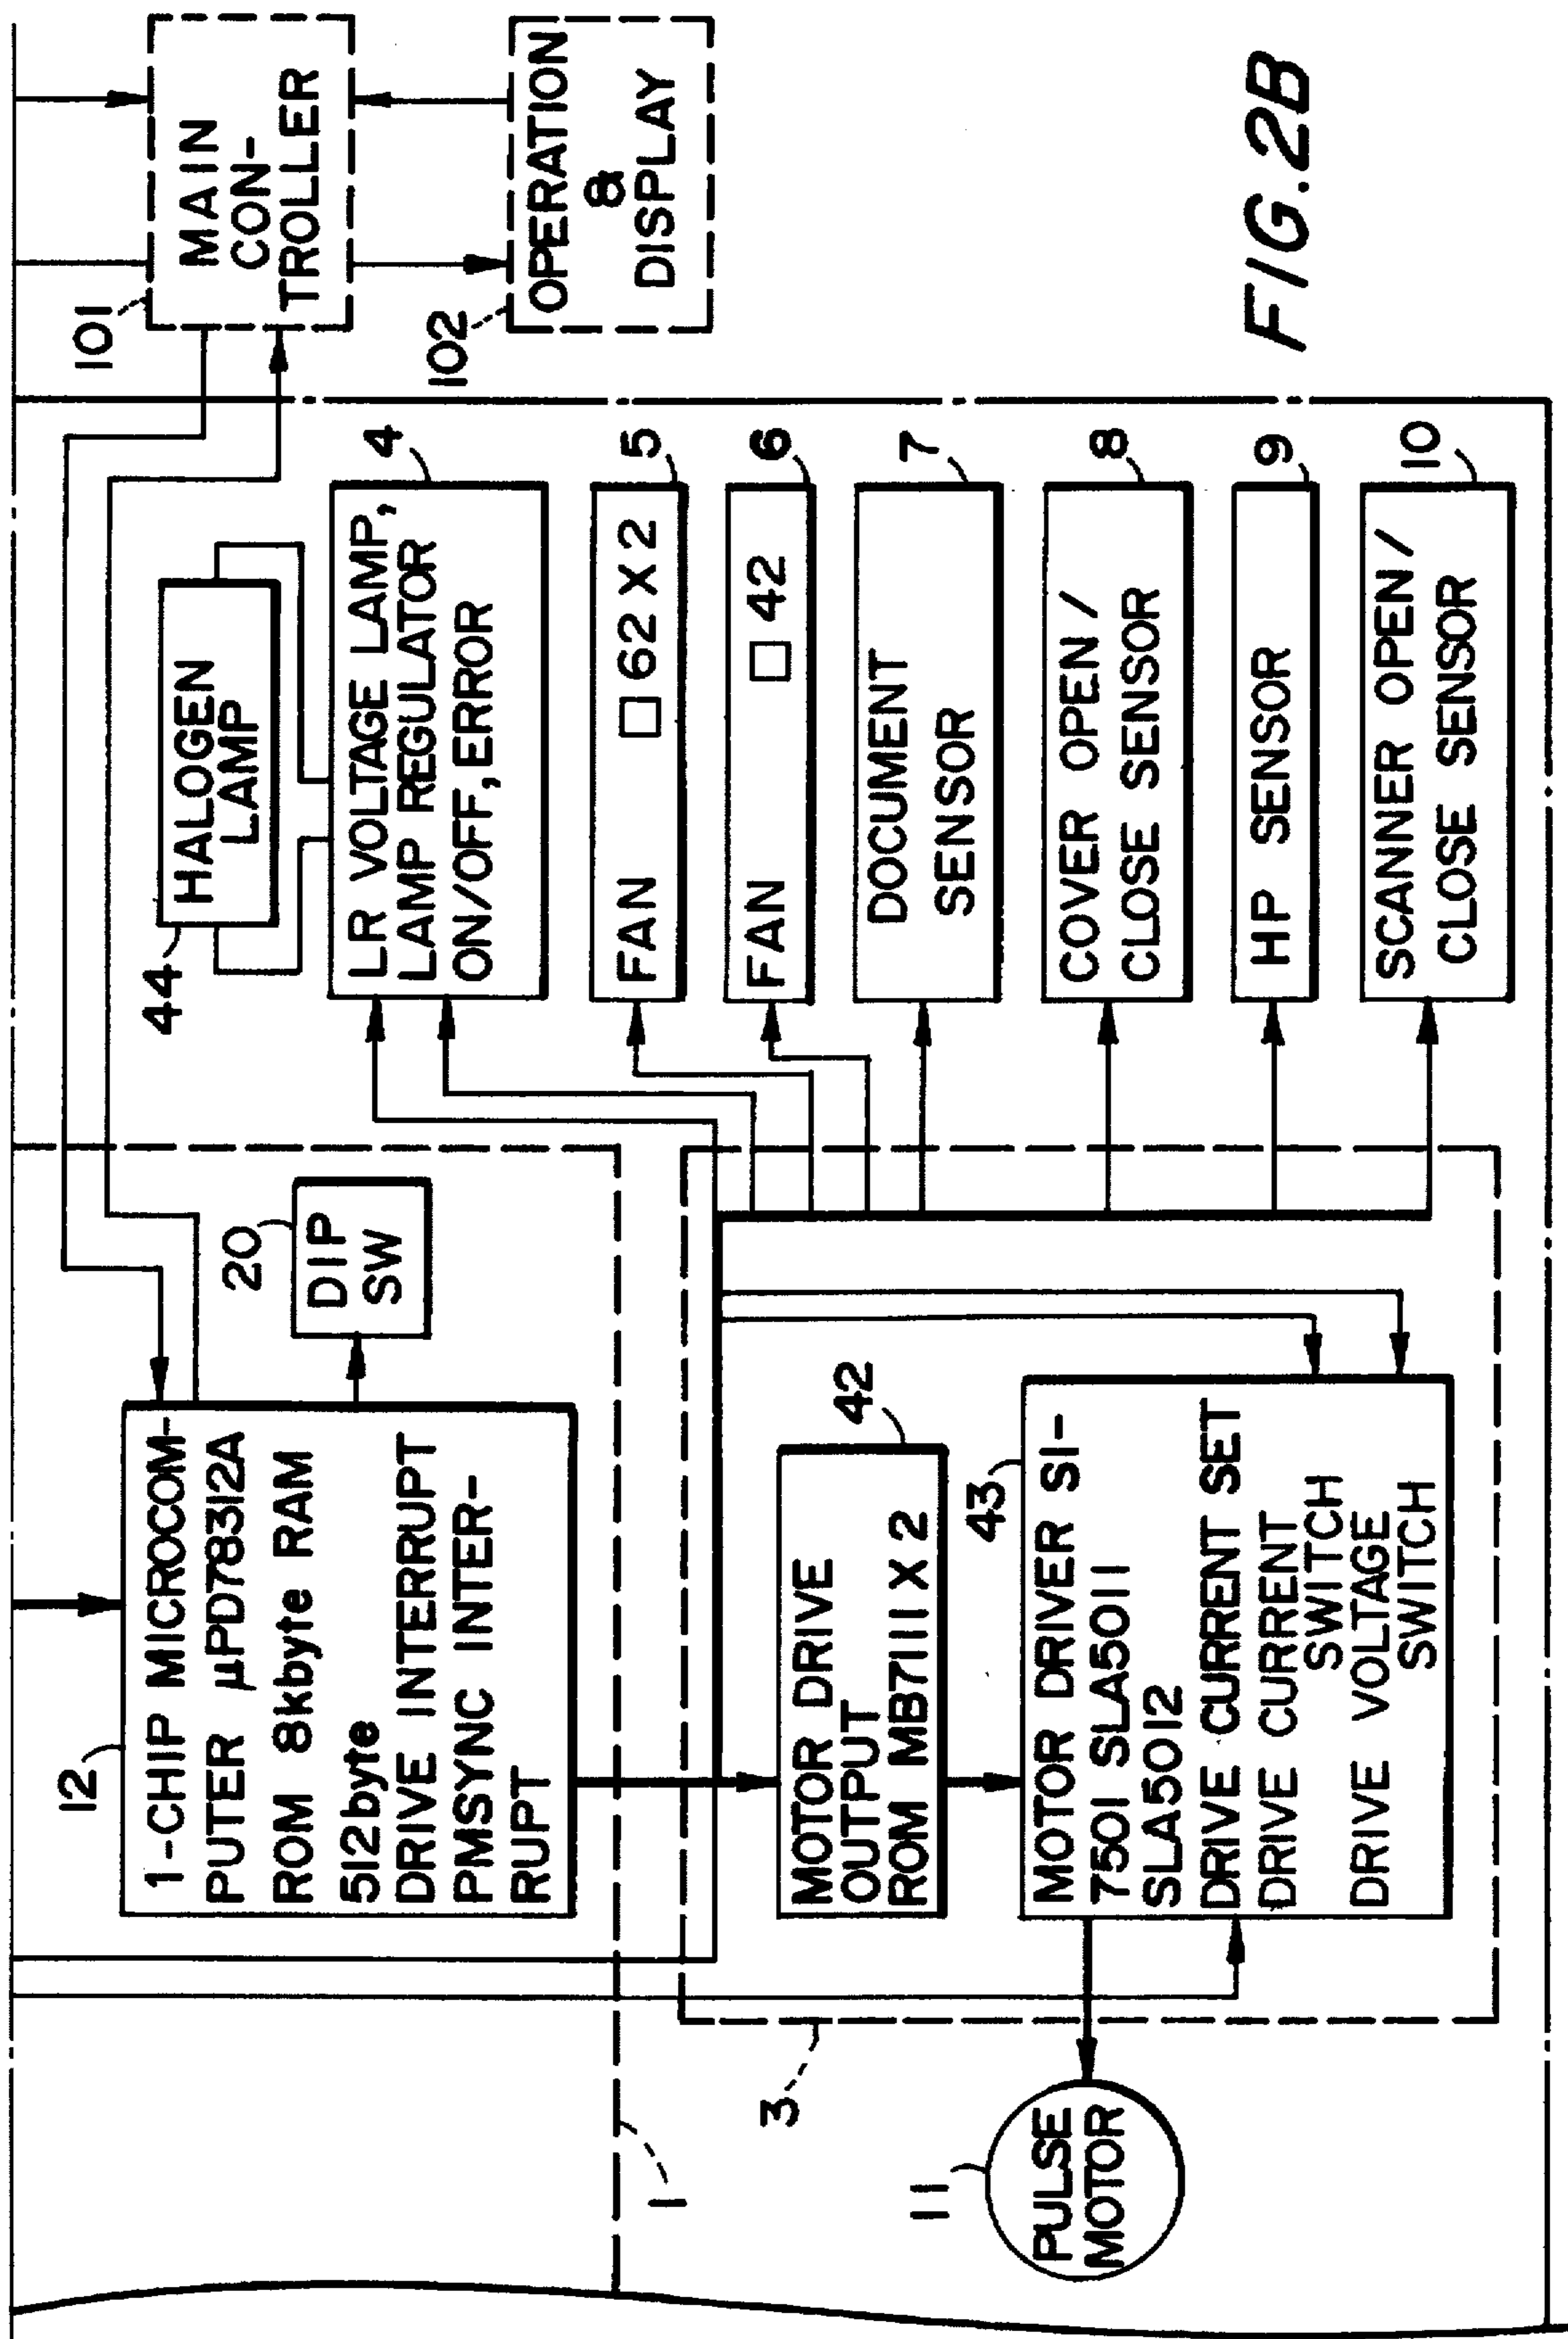 101
MAIN
CON-
TROLLER
102
OPERATION
&
DISPLAY
44
HALOGEN
LAMP
4
LR VOLTAGE LAMP,
LAMP REGULATOR
ON/OFF, ERROR
5
FAN □ 62 X 2
6
FAN □ 42
7
DOCUMENT
SENSOR
8
COVER OPEN /
CLOSE SENSOR
9
HP SENSOR
10
SCANNER OPEN /
CLOSE SENSOR
12
1-CHIP MICROCOM-
PUTER μPD78312A
ROM 8kbyte RAM
512byte
DRIVE INTERRUPT
PMSYNC INTER-
RUPT
20
DIP
SW
42
MOTOR DRIVE
OUTPUT
ROM MB7111 X 2
43
MOTOR DRIVER SI-
7501 SLA5011
SLA5012
DRIVE CURRENT SET
DRIVE CURRENT
SWITCH
DRIVE VOLTAGE
SWITCH
3
1
11
PULSE
MOTOR
FIG.2B